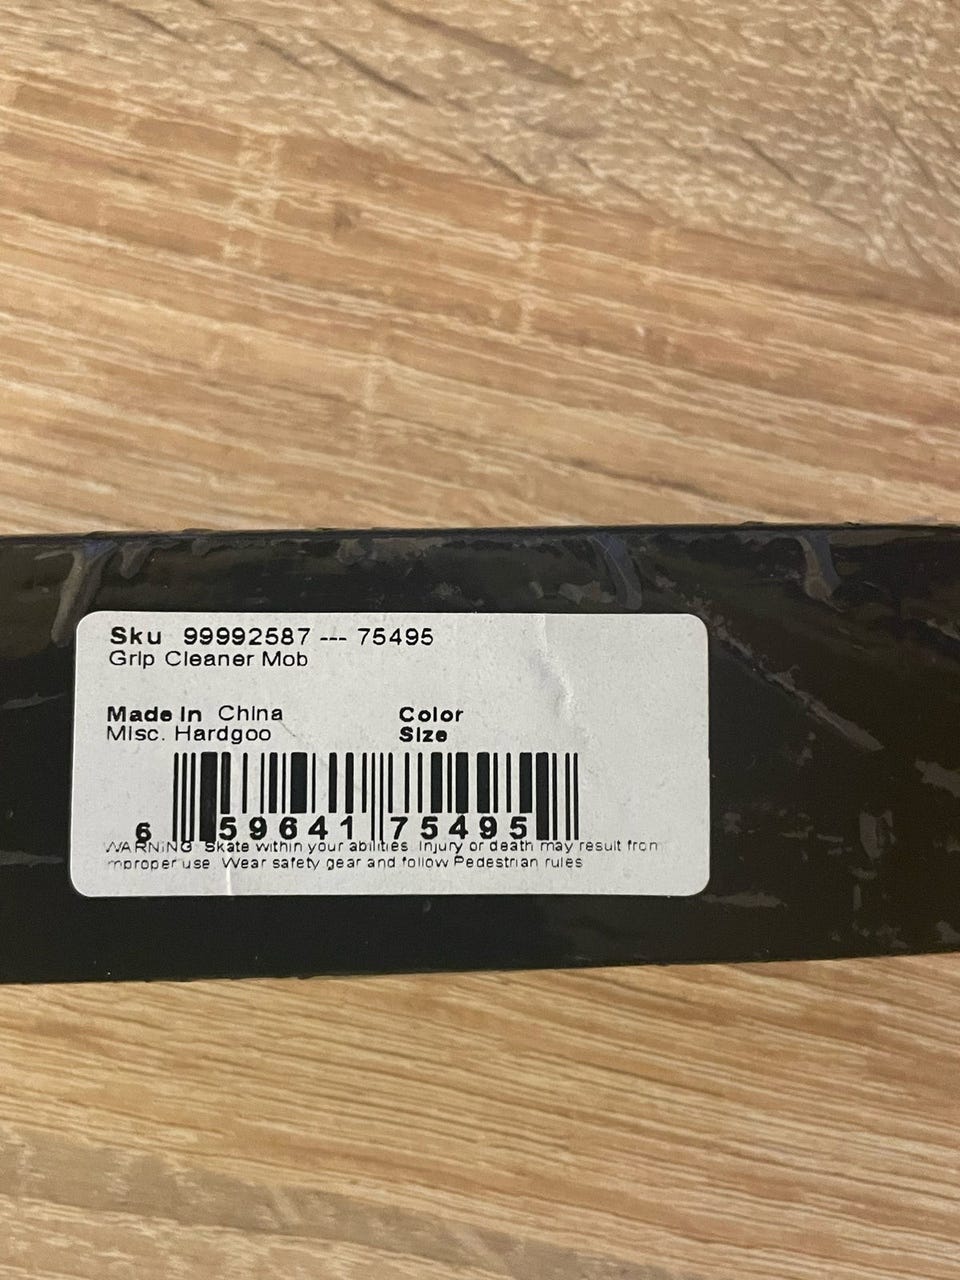 Sku 99992587 --- 75495
Grip Cleaner Mob
Made In China
Color
Misc. Hardgoo
Size
6 59641 75495
WARNING: Skate within your abilities. Injury or death may result from
improper use. Wear safety gear and follow Pedestrian rules